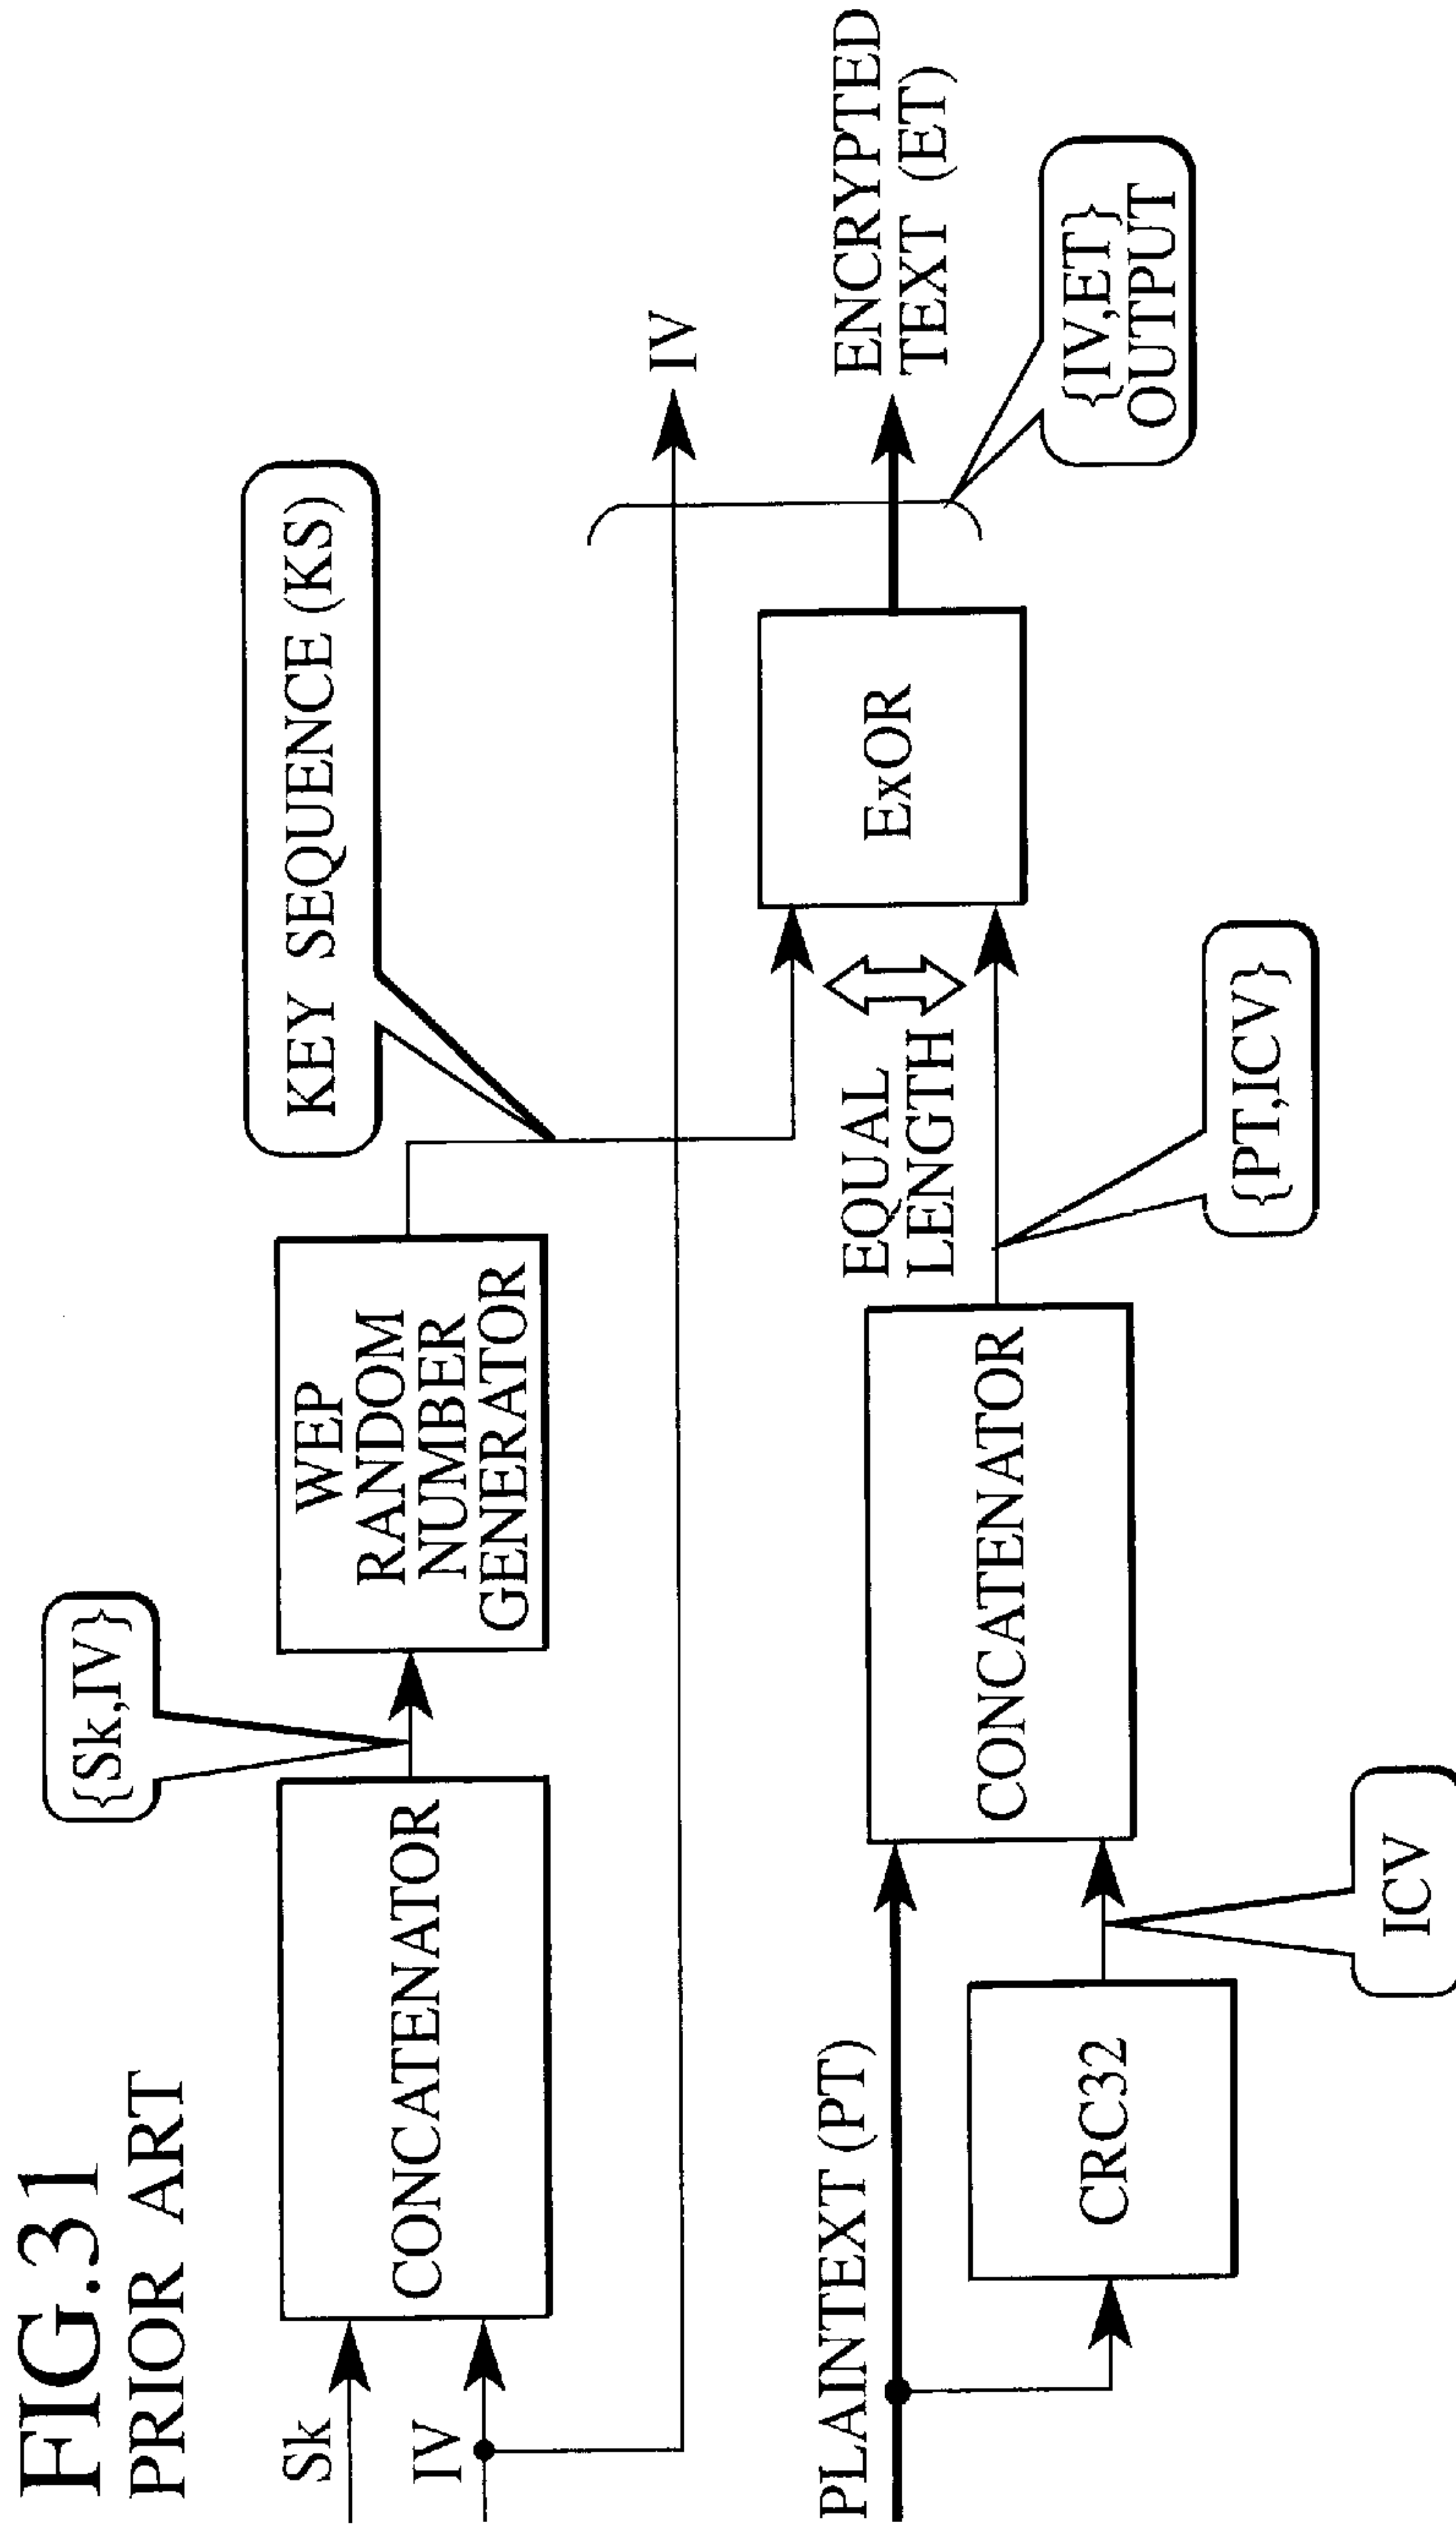 FIG.31
PRIOR ART
Sk
IV
CONCATENATOR
{Sk,IV}
WEP
RANDOM
NUMBER
GENERATOR
KEY SEQUENCE (KS)
IV
PLAINTEXT (PT)
CRC32
ICV
CONCATENATOR
{PT,ICV}
EQUAL
LENGTH
ExOR
ENCRYPTED
TEXT (ET)
{IV,ET}
OUTPUT